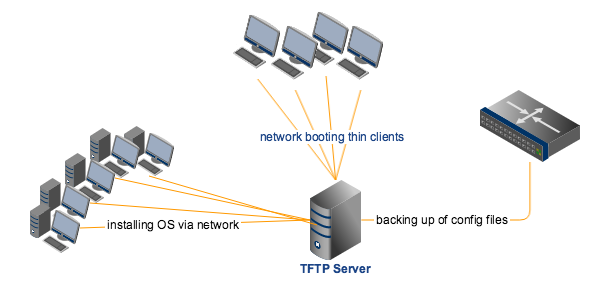 network booting thin clients
installing OS via network
backing up of config files
TFTP Server